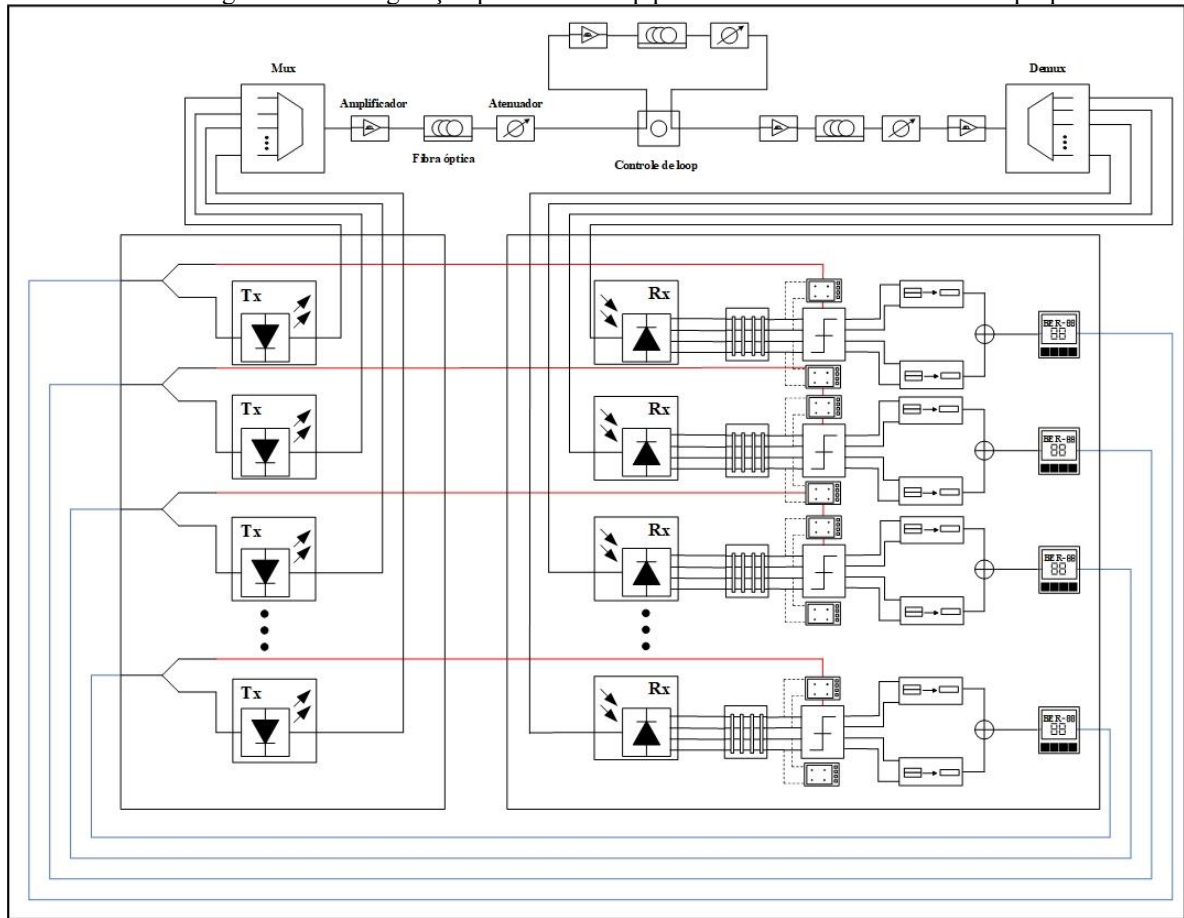 Mux
Demux
Amplificador
Atenuador
Fibra óptica
Controle de loop
Tx
Rx
BER-88
88
Tx
Rx
BER-88
88
Tx
Rx
BER-88
88
Tx
Rx
BER-88
88